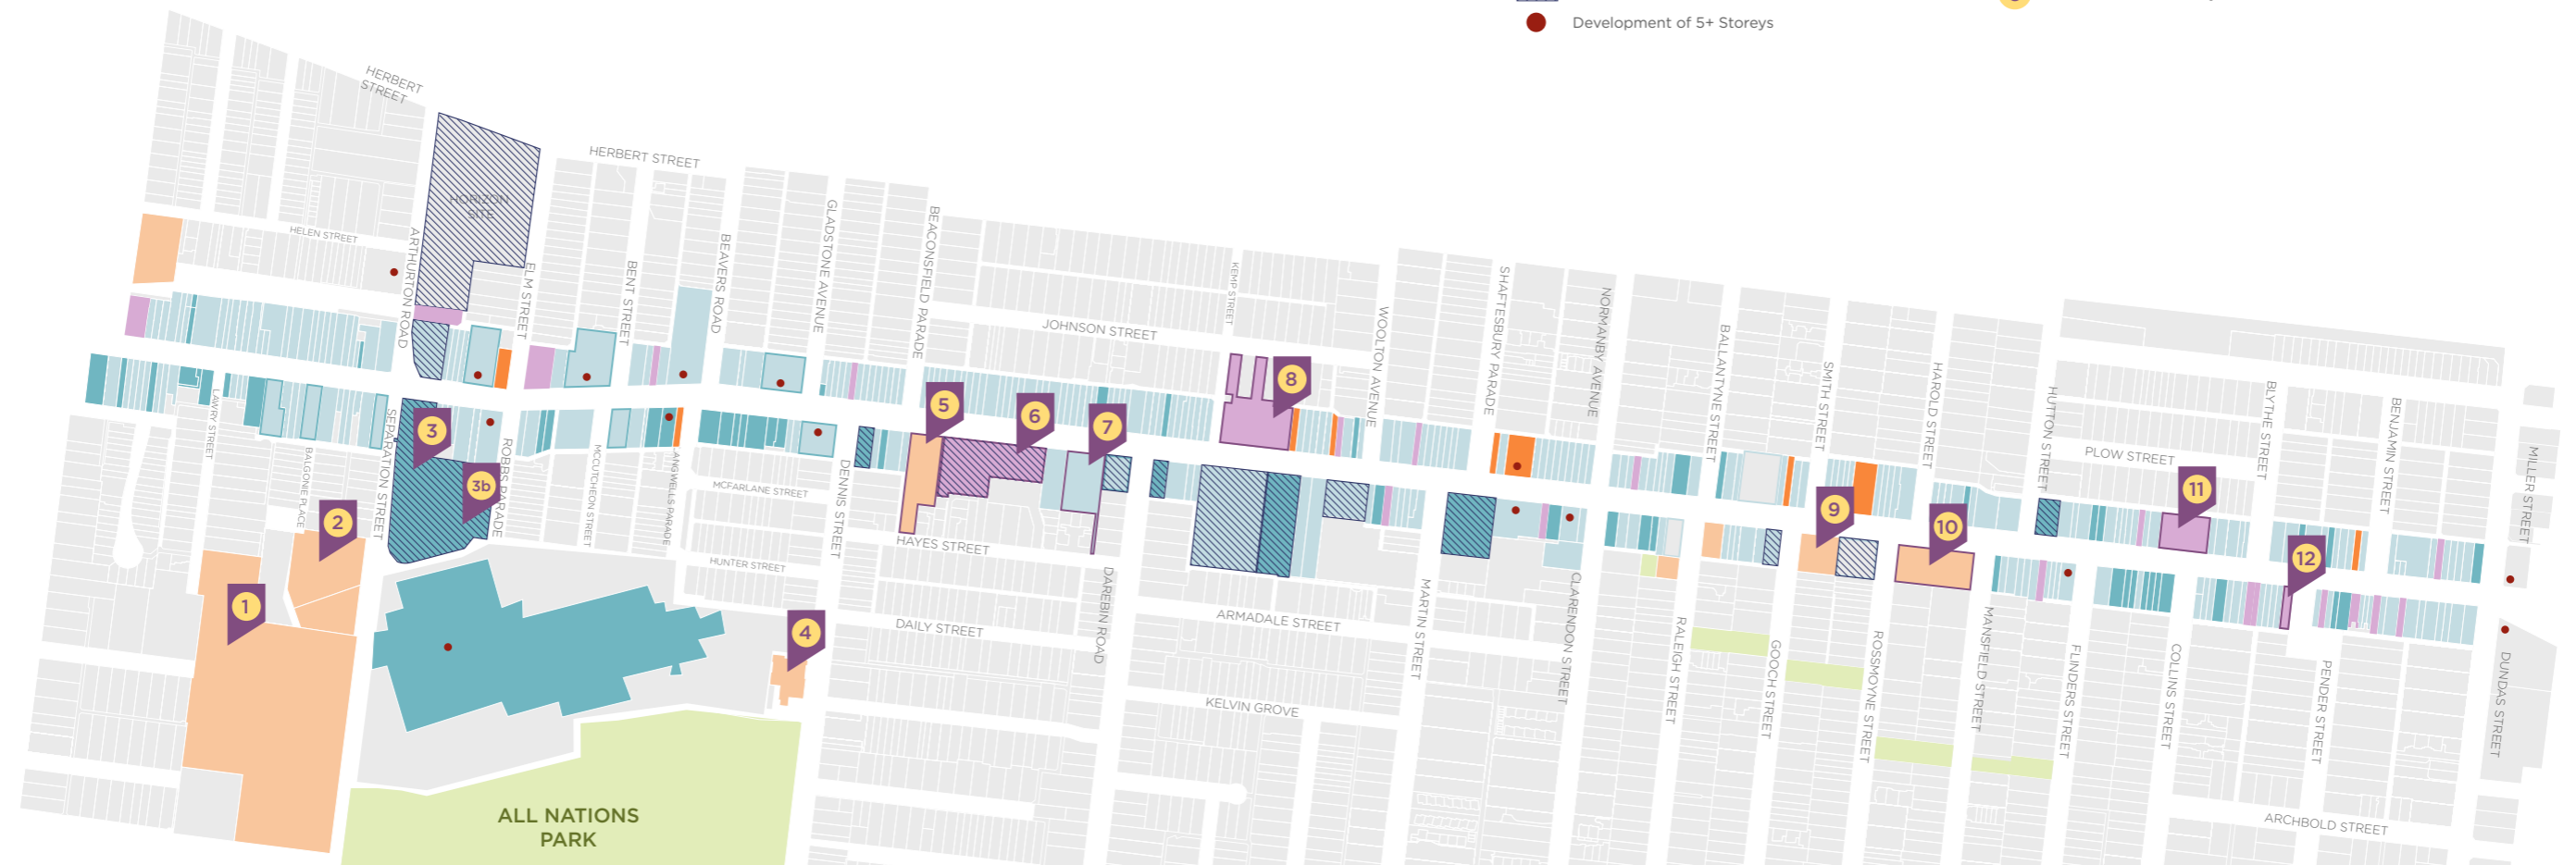 Development of 5+ Storeys
HERBERT
STREET
HORIZON
SITE
HERBERT STREET
HELEN STREET
ARTHURTON ROAD
ELM STREET
BENT STREET
BEAVERS ROAD
GLADSTONE AVENUE
BEACONSFIELD PARADE
KEMP STREET
JOHNSON STREET
WOOLTON AVENUE
SHAFTESBURY PARADE
NORMANBY AVENUE
BALLANTYNE STREET
SMITH STREET
HAROLD STREET
HUTTON STREET
PLOW STREET
BLYTHE STREET
BENJAMIN STREET
MILLER STREET
LAWRY STREET
BALGONIE PLACE
SEPARATION STREET
ROBBS PARADE
MCCUTCHEON STREET
LANGWELLS PARADE
MCFARLANE STREET
HUNTER STREET
DENNIS STREET
HAYES STREET
DAILY STREET
DAREBIN ROAD
ARMADALE STREET
KELVIN GROVE
MARTIN STREET
CLARENDON STREET
RALEIGH STREET
GOOCH STREET
ROSSMOYNE STREET
MANSFIELD STREET
FLINDERS STREET
COLLINS STREET
PENDER STREET
DUNDAS STREET
ARCHBOLD STREET
1
2
3
3b
4
5
6
7
8
9
10
11
12
ALL NATIONS
PARK